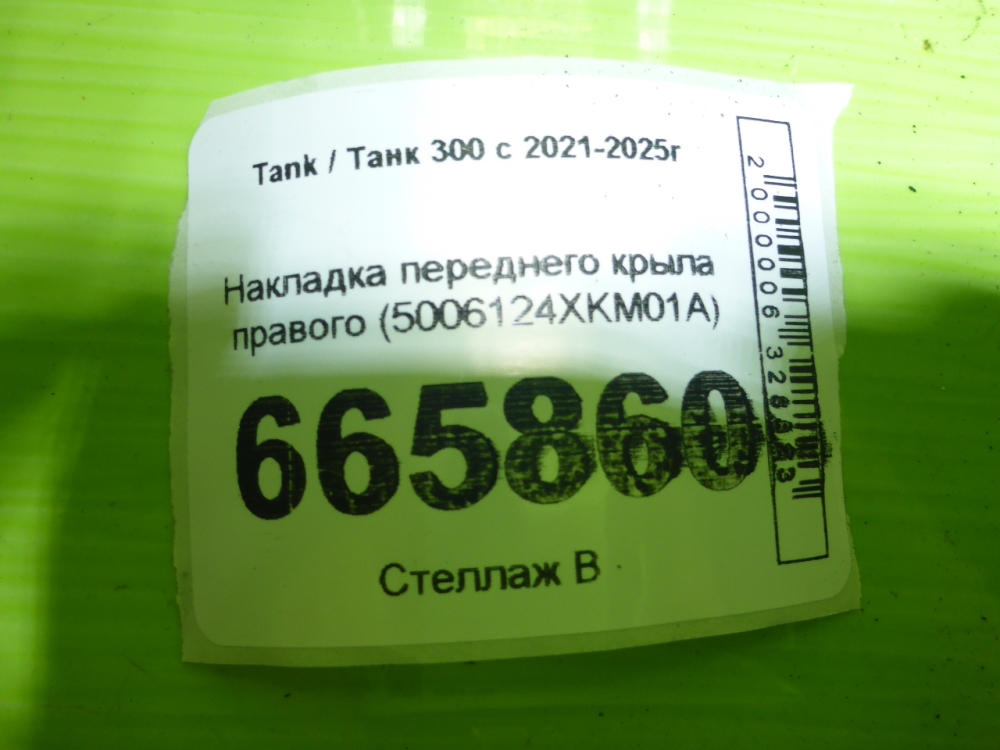 Tank / Танк 300 с 2021-2025г
Накладка переднего крыла
правого (5006124XKM01A)
665860
Стеллаж В